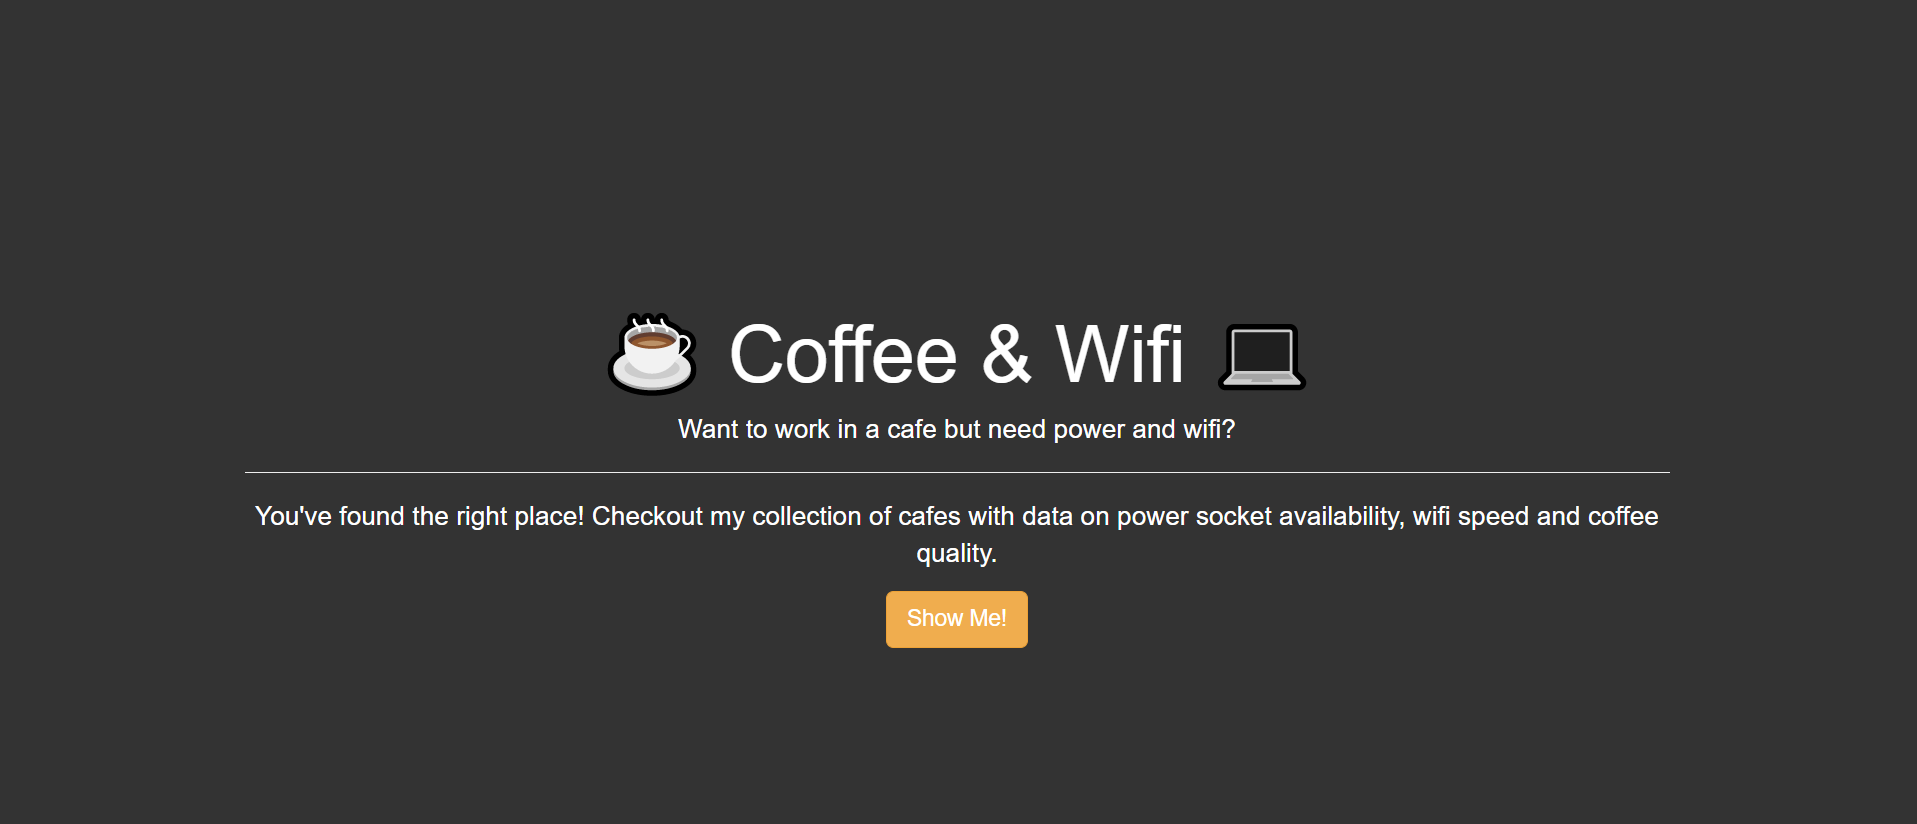 ☕ Coffee & Wifi 💻
Want to work in a cafe but need power and wifi?
You've found the right place! Checkout my collection of cafes with data on power socket availability, wifi speed and coffee
quality.
Show Me!